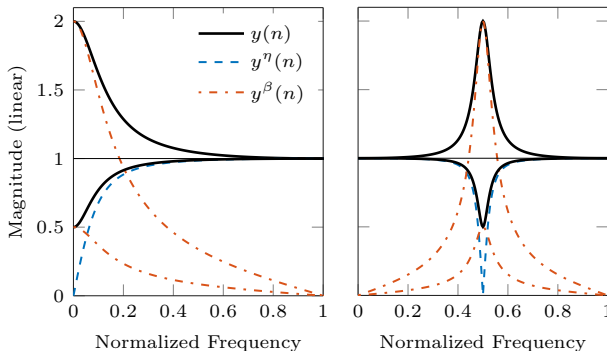 2
1.5
1
0.5
0
Magnitude (linear)
y(n)
y^η(n)
y^β(n)
0 0.2 0.4 0.6 0.8 1
Normalized Frequency
0 0.2 0.4 0.6 0.8 1
Normalized Frequency